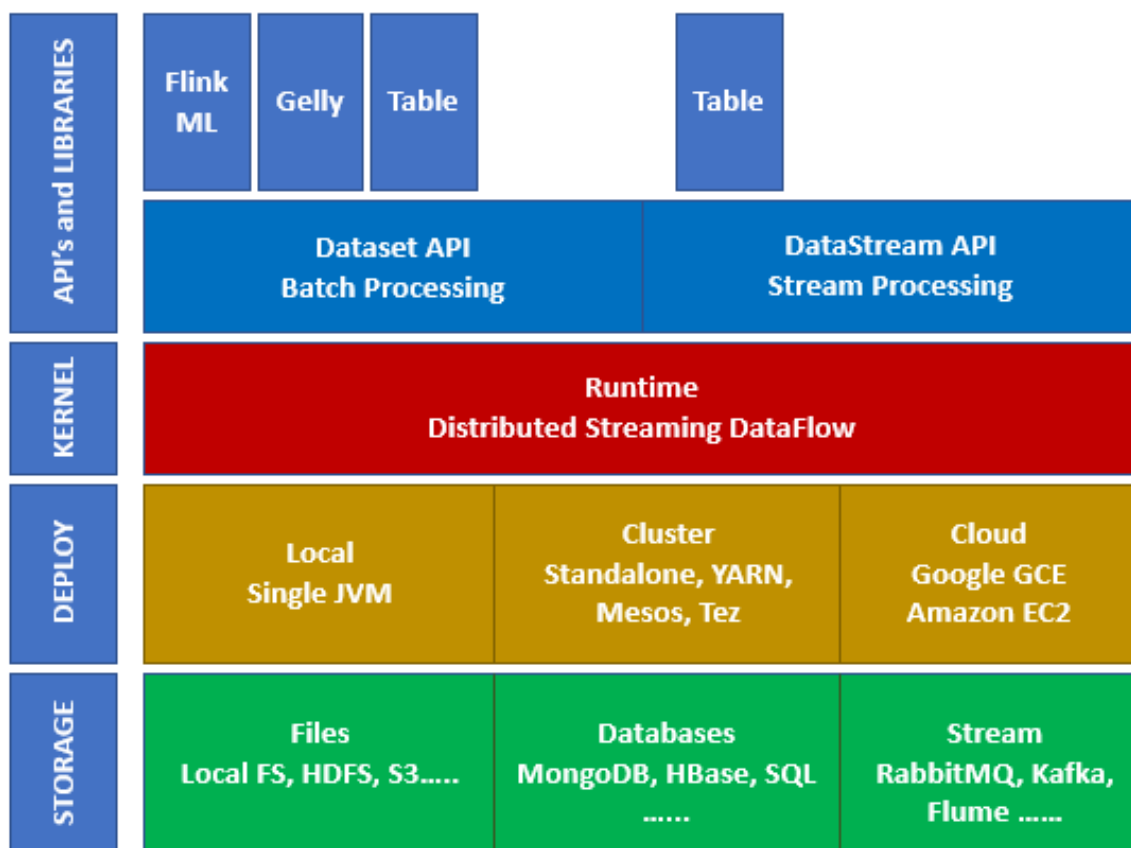 API's and LIBRARIES
Flink
ML
Gelly
Table
Table
Dataset API
Batch Processing
DataStream API
Stream Processing
KERNEL
Runtime
Distributed Streaming DataFlow
DEPLOY
Local
Single JVM
Cluster
Standalone, YARN,
Mesos, Tez
Cloud
Google GCE
Amazon EC2
STORAGE
Files
Local FS, HDFS, S3.....
Databases
MongoDB, HBase, SQL
......
Stream
RabbitMQ, Kafka,
Flume ......